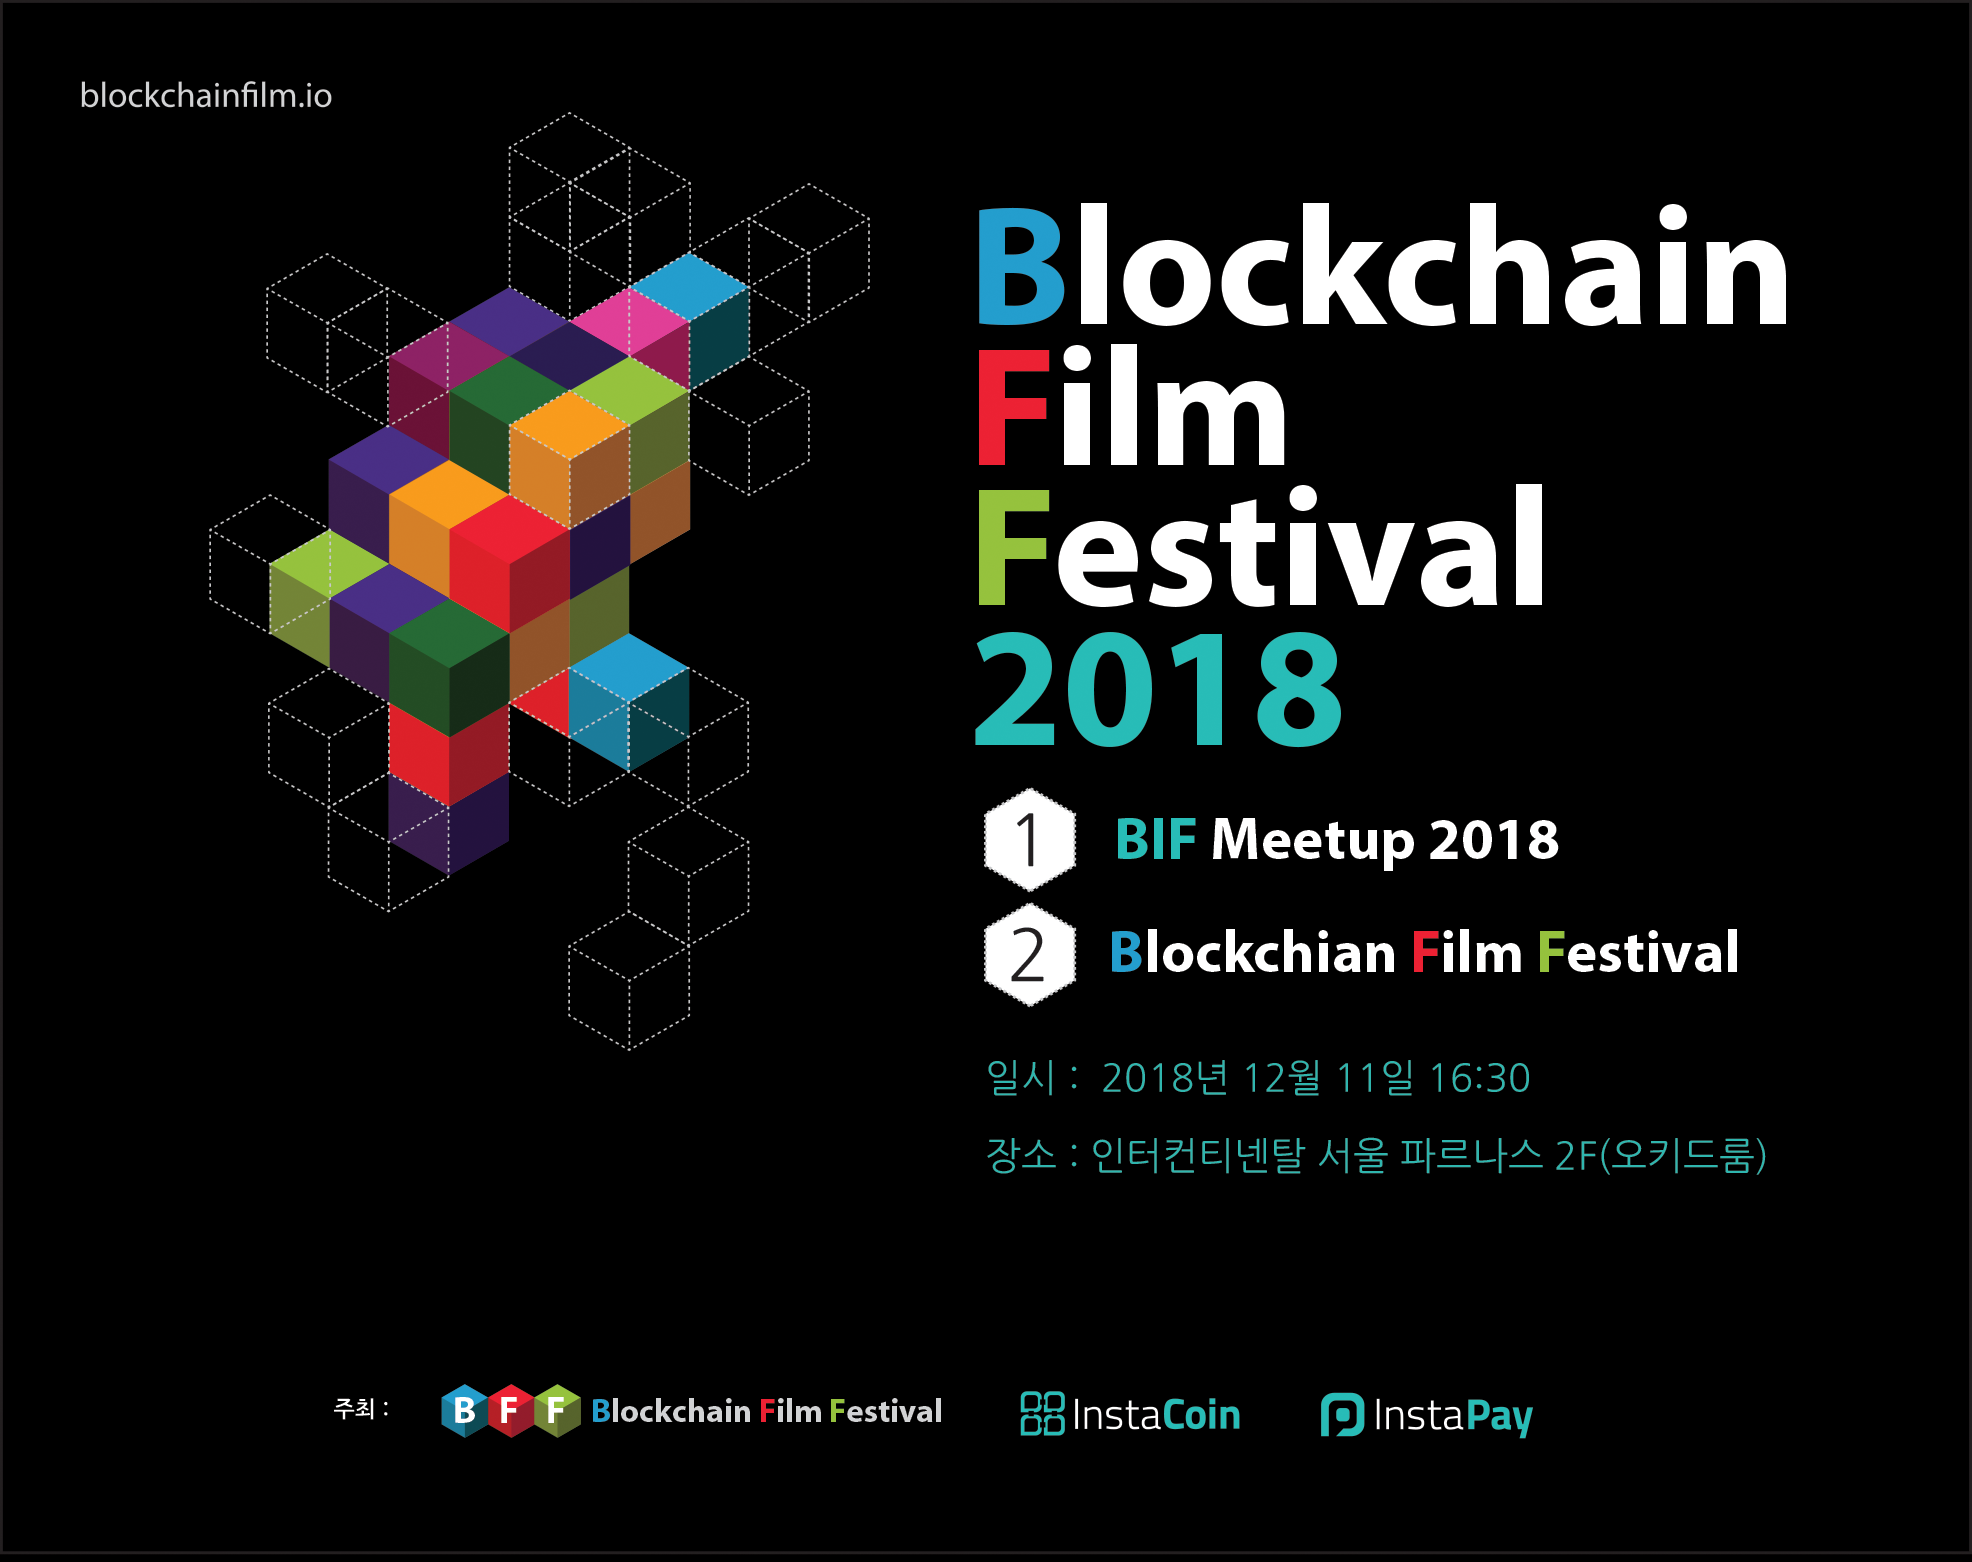 blockchainfilm.io
Blockchain
Film
Festival
2018
1 BIF Meetup 2018
2 Blockchian Film Festival
일시 : 2018년 12월 11일 16:30
장소 : 인터컨티넨탈 서울 파르나스 2F(오키드룸)
주최 : B F F Blockchain Film Festival InstaCoin InstaPay